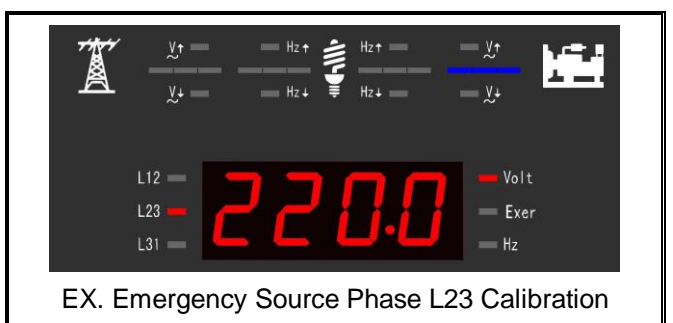 V↑ Hz↑ Hz↑ V↑
V↓ Hz↓ Hz↓ V↓
L12 Volt
L23 220.0 Exer
L31 Hz
EX. Emergency Source Phase L23 Calibration